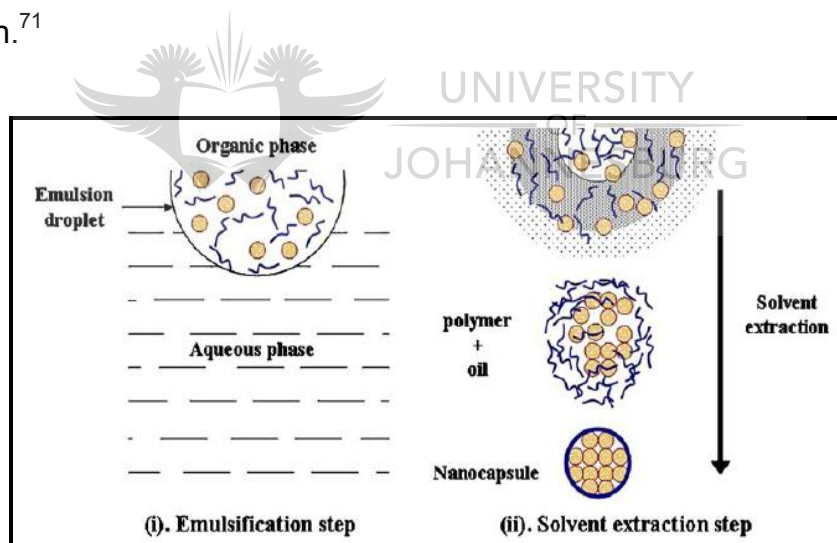 n.71
UNIVERSITY
OF
JOHANNESBURG
Organic phase
Emulsion
droplet
Aqueous phase
(i). Emulsification step
polymer
+
oil
Nanocapsule
Solvent
extraction
(ii). Solvent extraction step